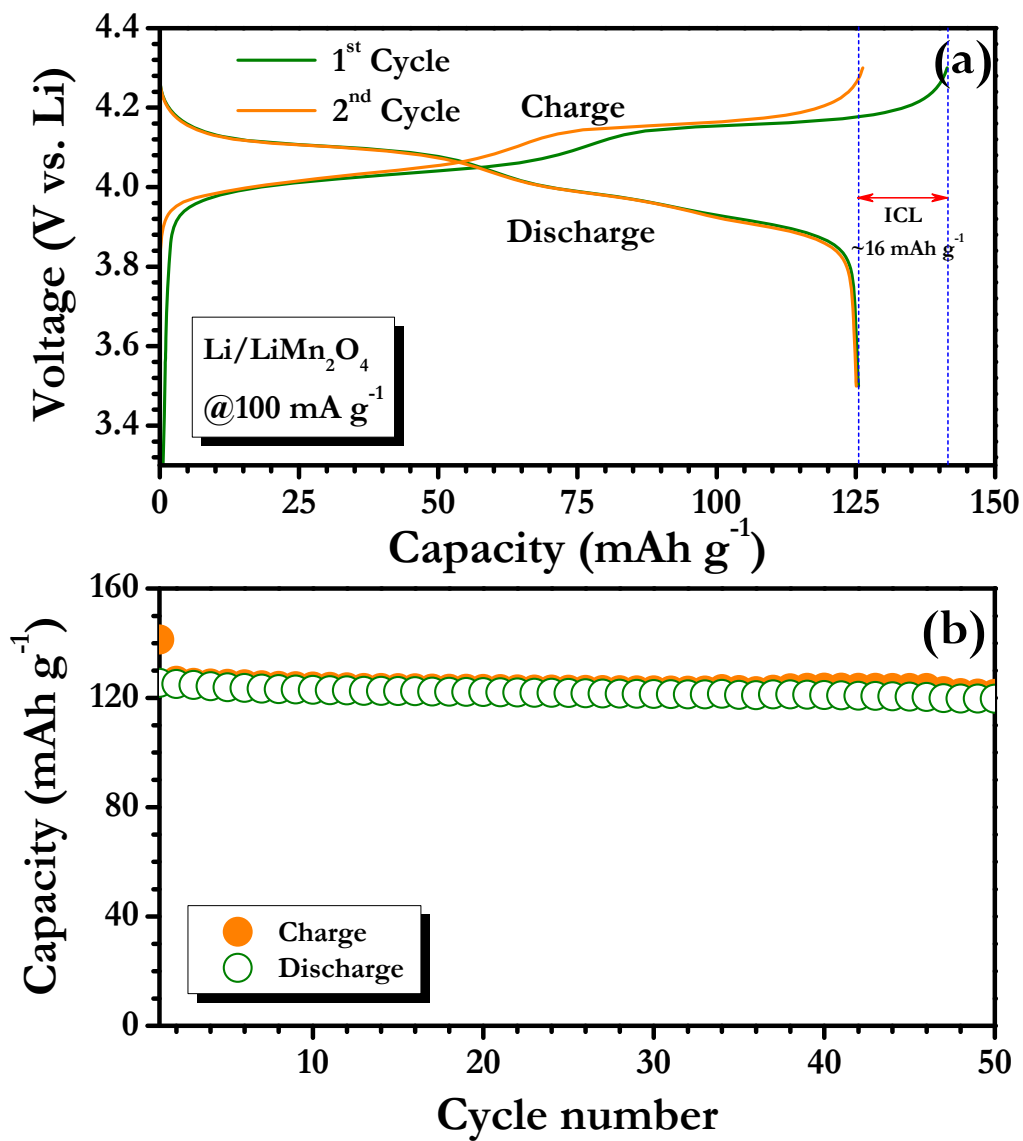 (a)
1st Cycle
2nd Cycle
Charge
Discharge
ICL
~16 mAh g-1
Li/LiMn2O4
@100 mA g-1
Voltage (V vs. Li)
4.4
4.2
4.0
3.8
3.6
3.4
0 25 50 75 100 125 150
Capacity (mAh g-1)
(b)
Capacity (mAh g-1)
160
120
80
40
0
Charge
Discharge
10 20 30 40 50
Cycle number